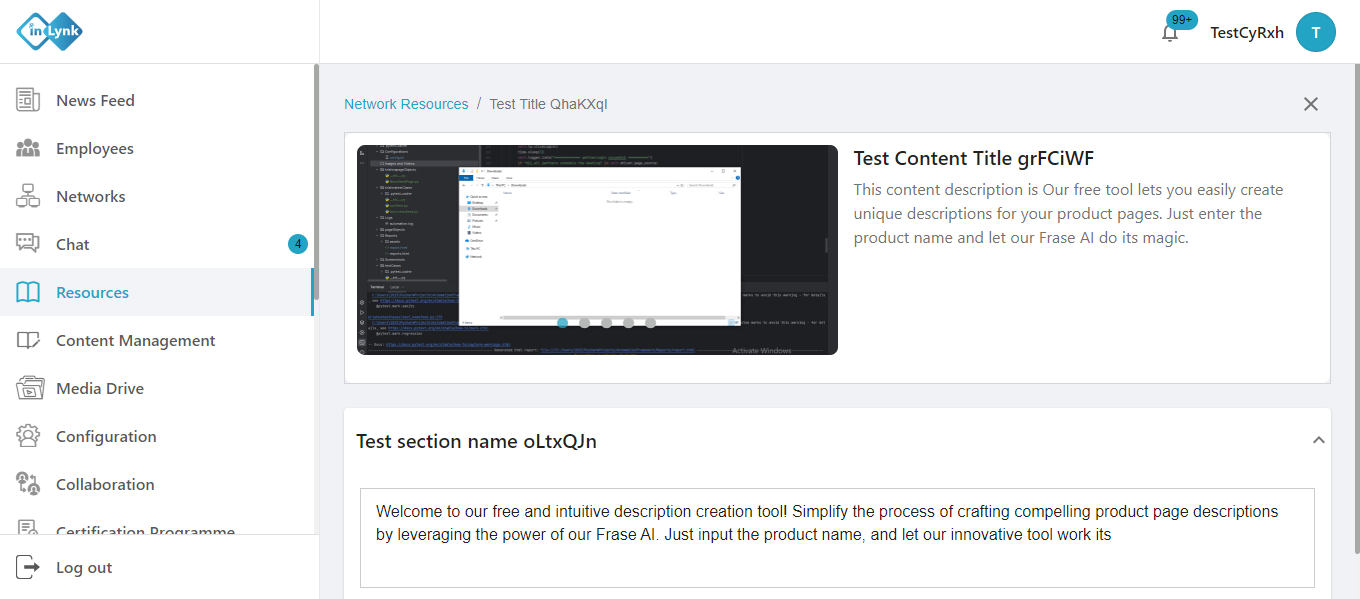 inLynk
99+
TestCyRxh
T
News Feed
Employees
Networks
Chat
4
Resources
Content Management
Media Drive
Configuration
Collaboration
Certification Programme
Log out
Network Resources / Test Title QhaKXqI
Activate Windows
Test Content Title grFCiWF
This content description is Our free tool lets you easily create
unique descriptions for your product pages. Just enter the
product name and let our Frase AI do its magic.
Test section name oLtxQJn
Welcome to our free and intuitive description creation tool! Simplify the process of crafting compelling product page descriptions
by leveraging the power of our Frase AI. Just input the product name, and let our innovative tool work its